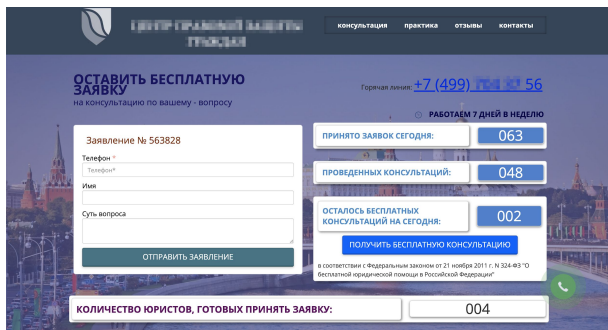 консультация практика отзывы контакты
ОСТАВИТЬ БЕСПЛАТНУЮ
ЗАЯВКУ
на консультацию по вашему - вопросу
Горячая линия: +7 (499) 56
РАБОТАЕМ 7 ДНЕЙ В НЕДЕЛЮ
Заявление № 563828
Телефон *
Телефон*
Имя
Суть вопроса
ОТПРАВИТЬ ЗАЯВЛЕНИЕ
ПРИНЯТО ЗАЯВОК СЕГОДНЯ: 063
ПРОВЕДЕННЫХ КОНСУЛЬТАЦИЙ: 048
ОСТАЛОСЬ БЕСПЛАТНЫХ
КОНСУЛЬТАЦИЙ НА СЕГОДНЯ: 002
ПОЛУЧИТЬ БЕСПЛАТНУЮ КОНСУЛЬТАЦИЮ
в соответствии с Федеральным законом от 21 ноября 2011 г. N 324-ФЗ "О
бесплатной юридической помощи в Российской Федерации"
КОЛИЧЕСТВО ЮРИСТОВ, ГОТОВЫХ ПРИНЯТЬ ЗАЯВКУ: 004